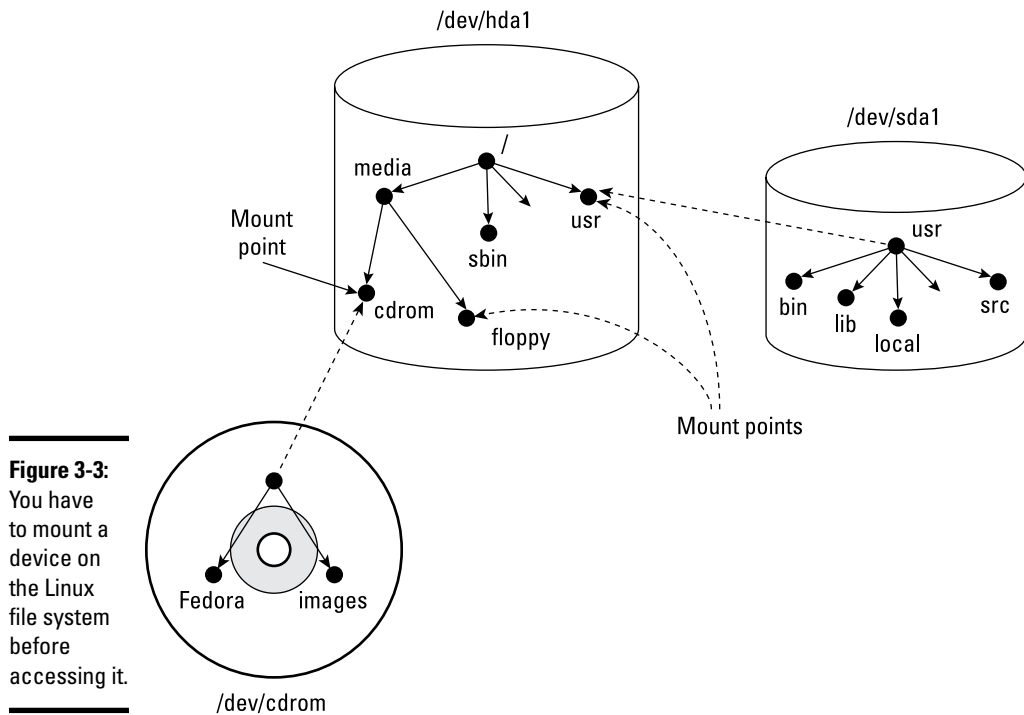 /dev/hda1
/dev/sda1
/
media
usr
usr
Mount
point
sbin
cdrom
floppy
bin
lib
local
src
Mount points
Figure 3-3:
You have
to mount a
device on
the Linux
file system
before
accessing it.
Fedora
images
/dev/cdrom